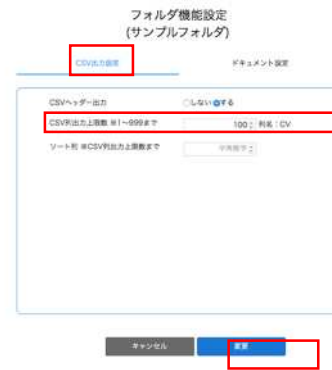 フォルダ機能設定
(サンプルフォルダ)
CSV出力設定 ドキュメント設定
CSVヘッダー出力 しない する
CSV列出力上限数 ※1〜999まで 100 列名：CV
ソート列 ※CSV列出力上限数まで 半角数字
キャンセル 変更